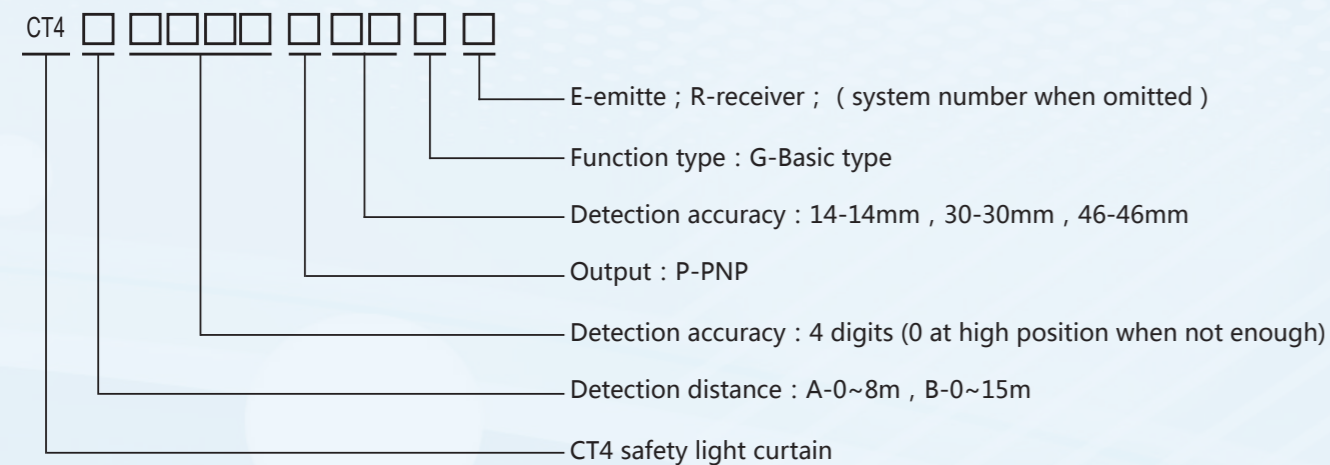 CT4 □ □□□□ □ □□ □ □
E-emitte ; R-receiver ; ( system number when omitted )
Function type : G-Basic type
Detection accuracy : 14-14mm , 30-30mm , 46-46mm
Output : P-PNP
Detection accuracy : 4 digits (0 at high position when not enough)
Detection distance : A-0~8m , B-0~15m
CT4 safety light curtain